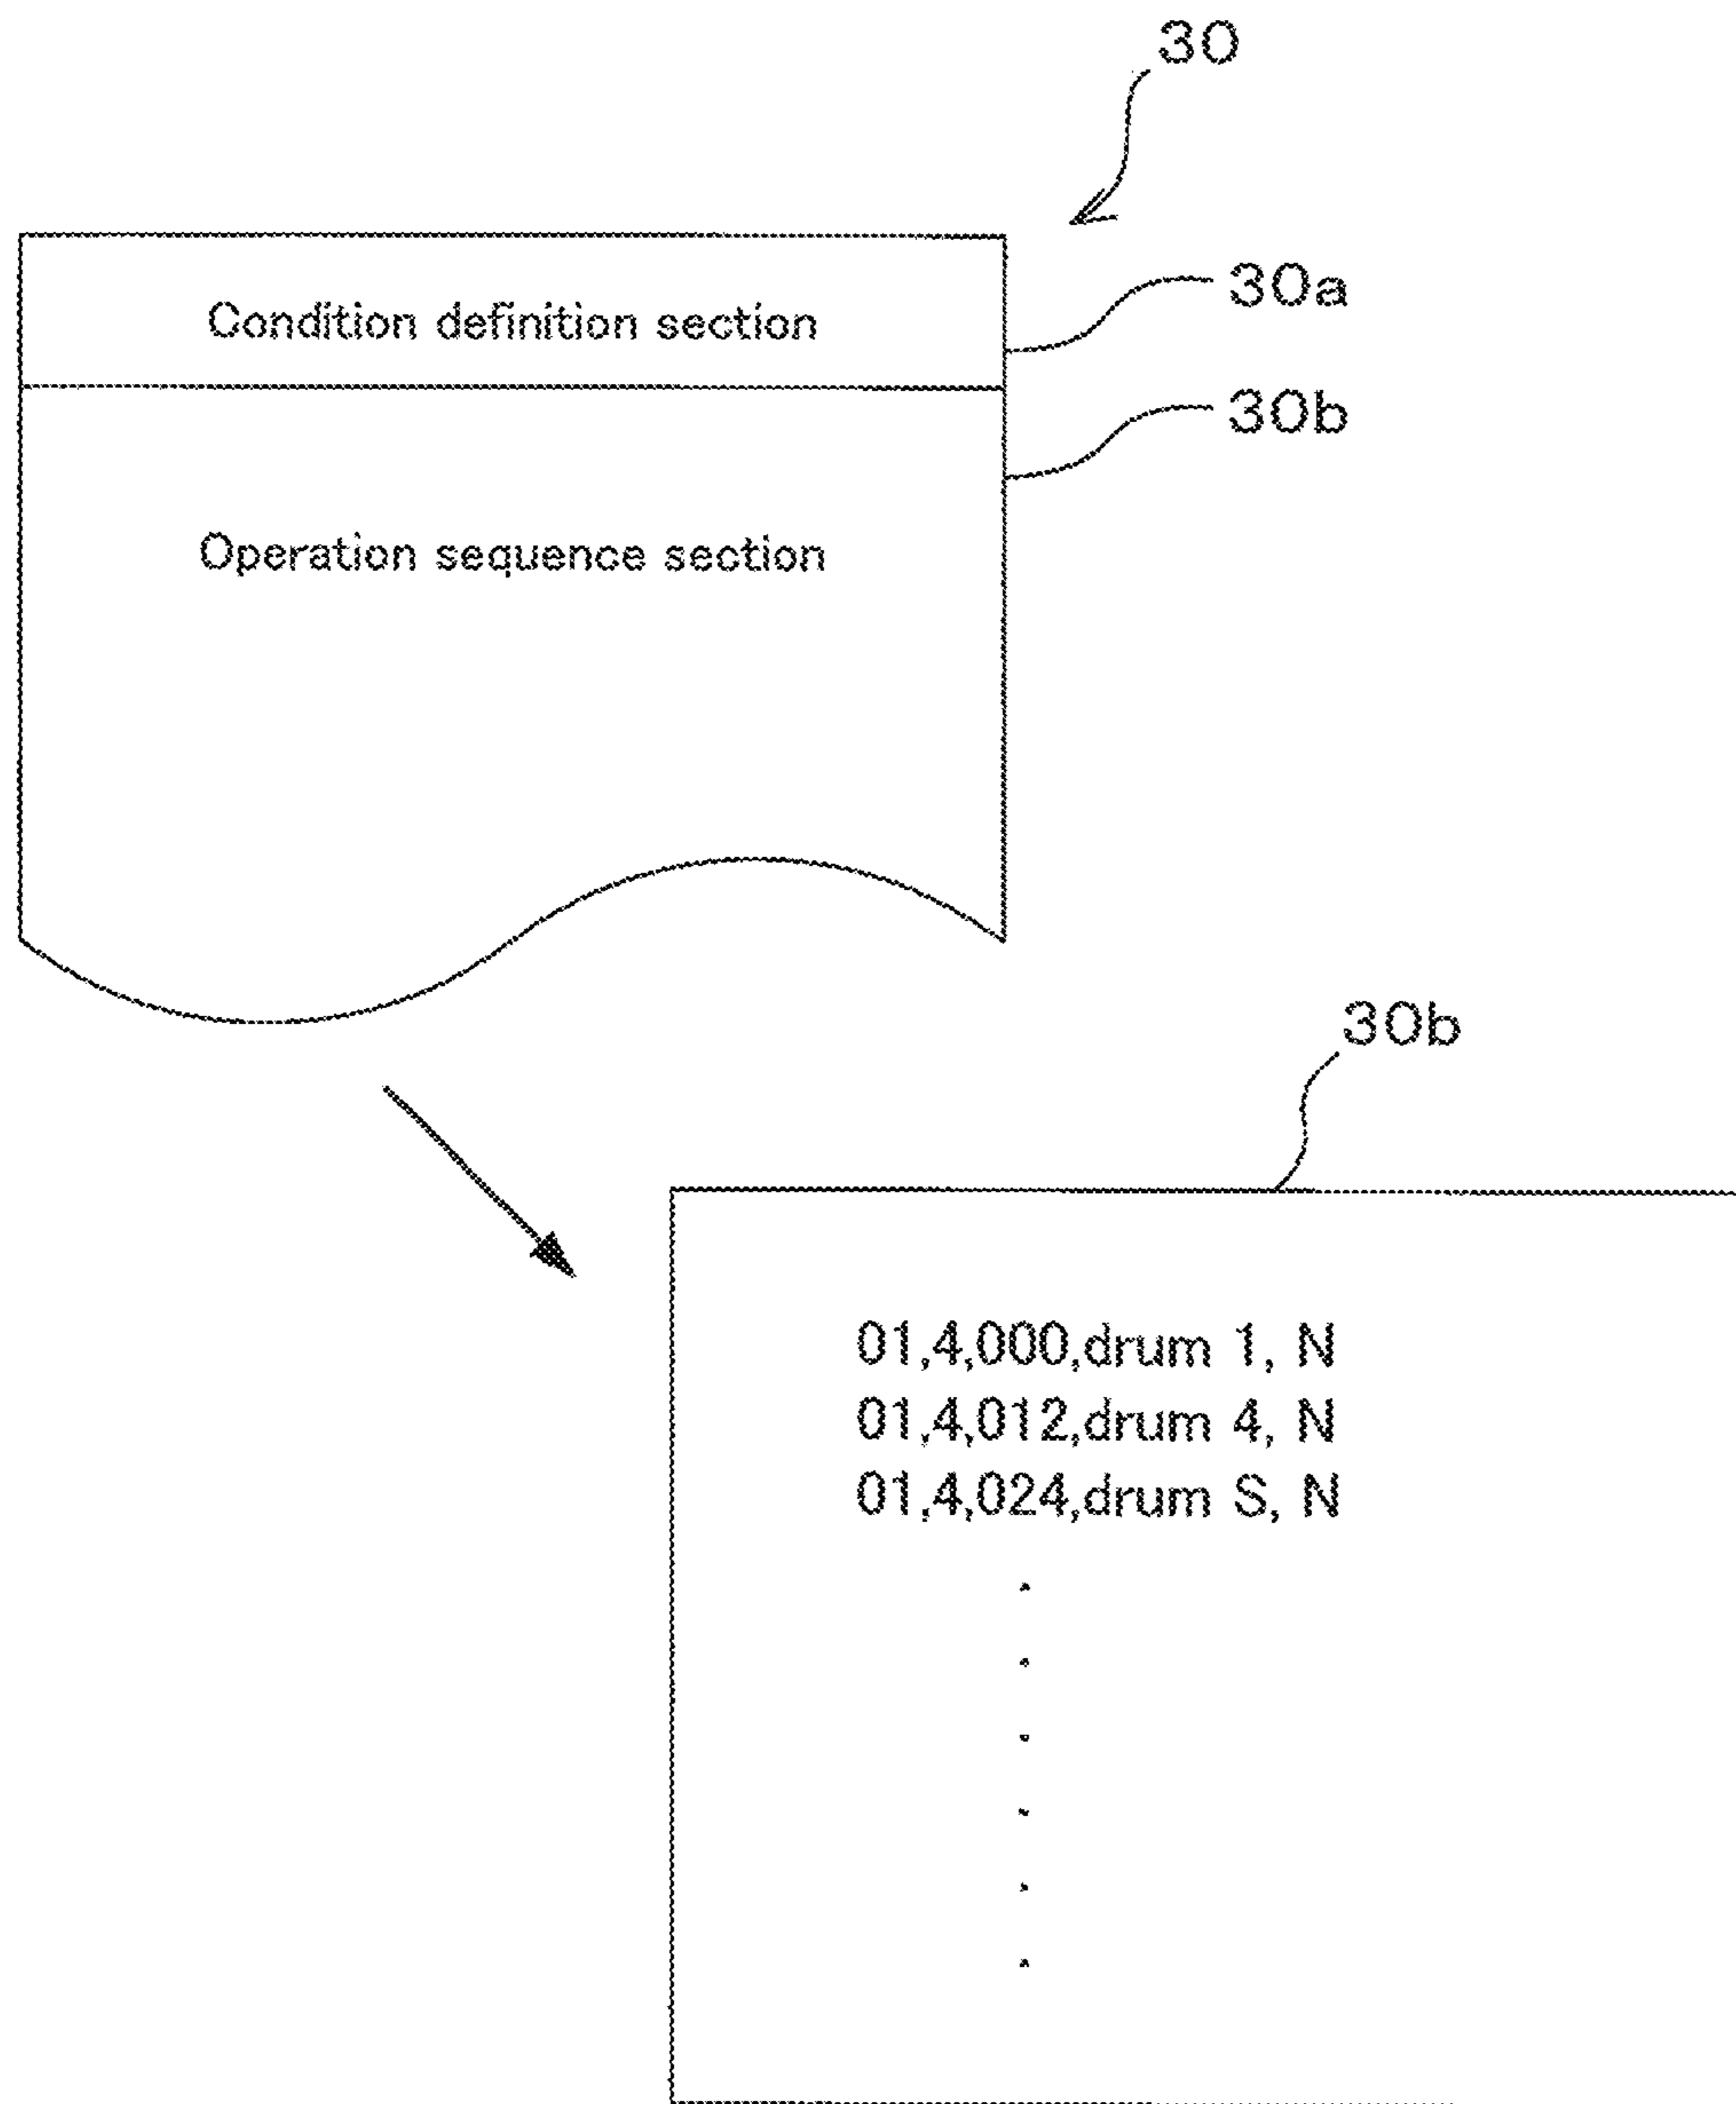 30
30a
Condition definition section
30b
Operation sequence section
30b
01,4,000,drum 1, N
01,4,012,drum 4, N
01,4,024,drum S, N